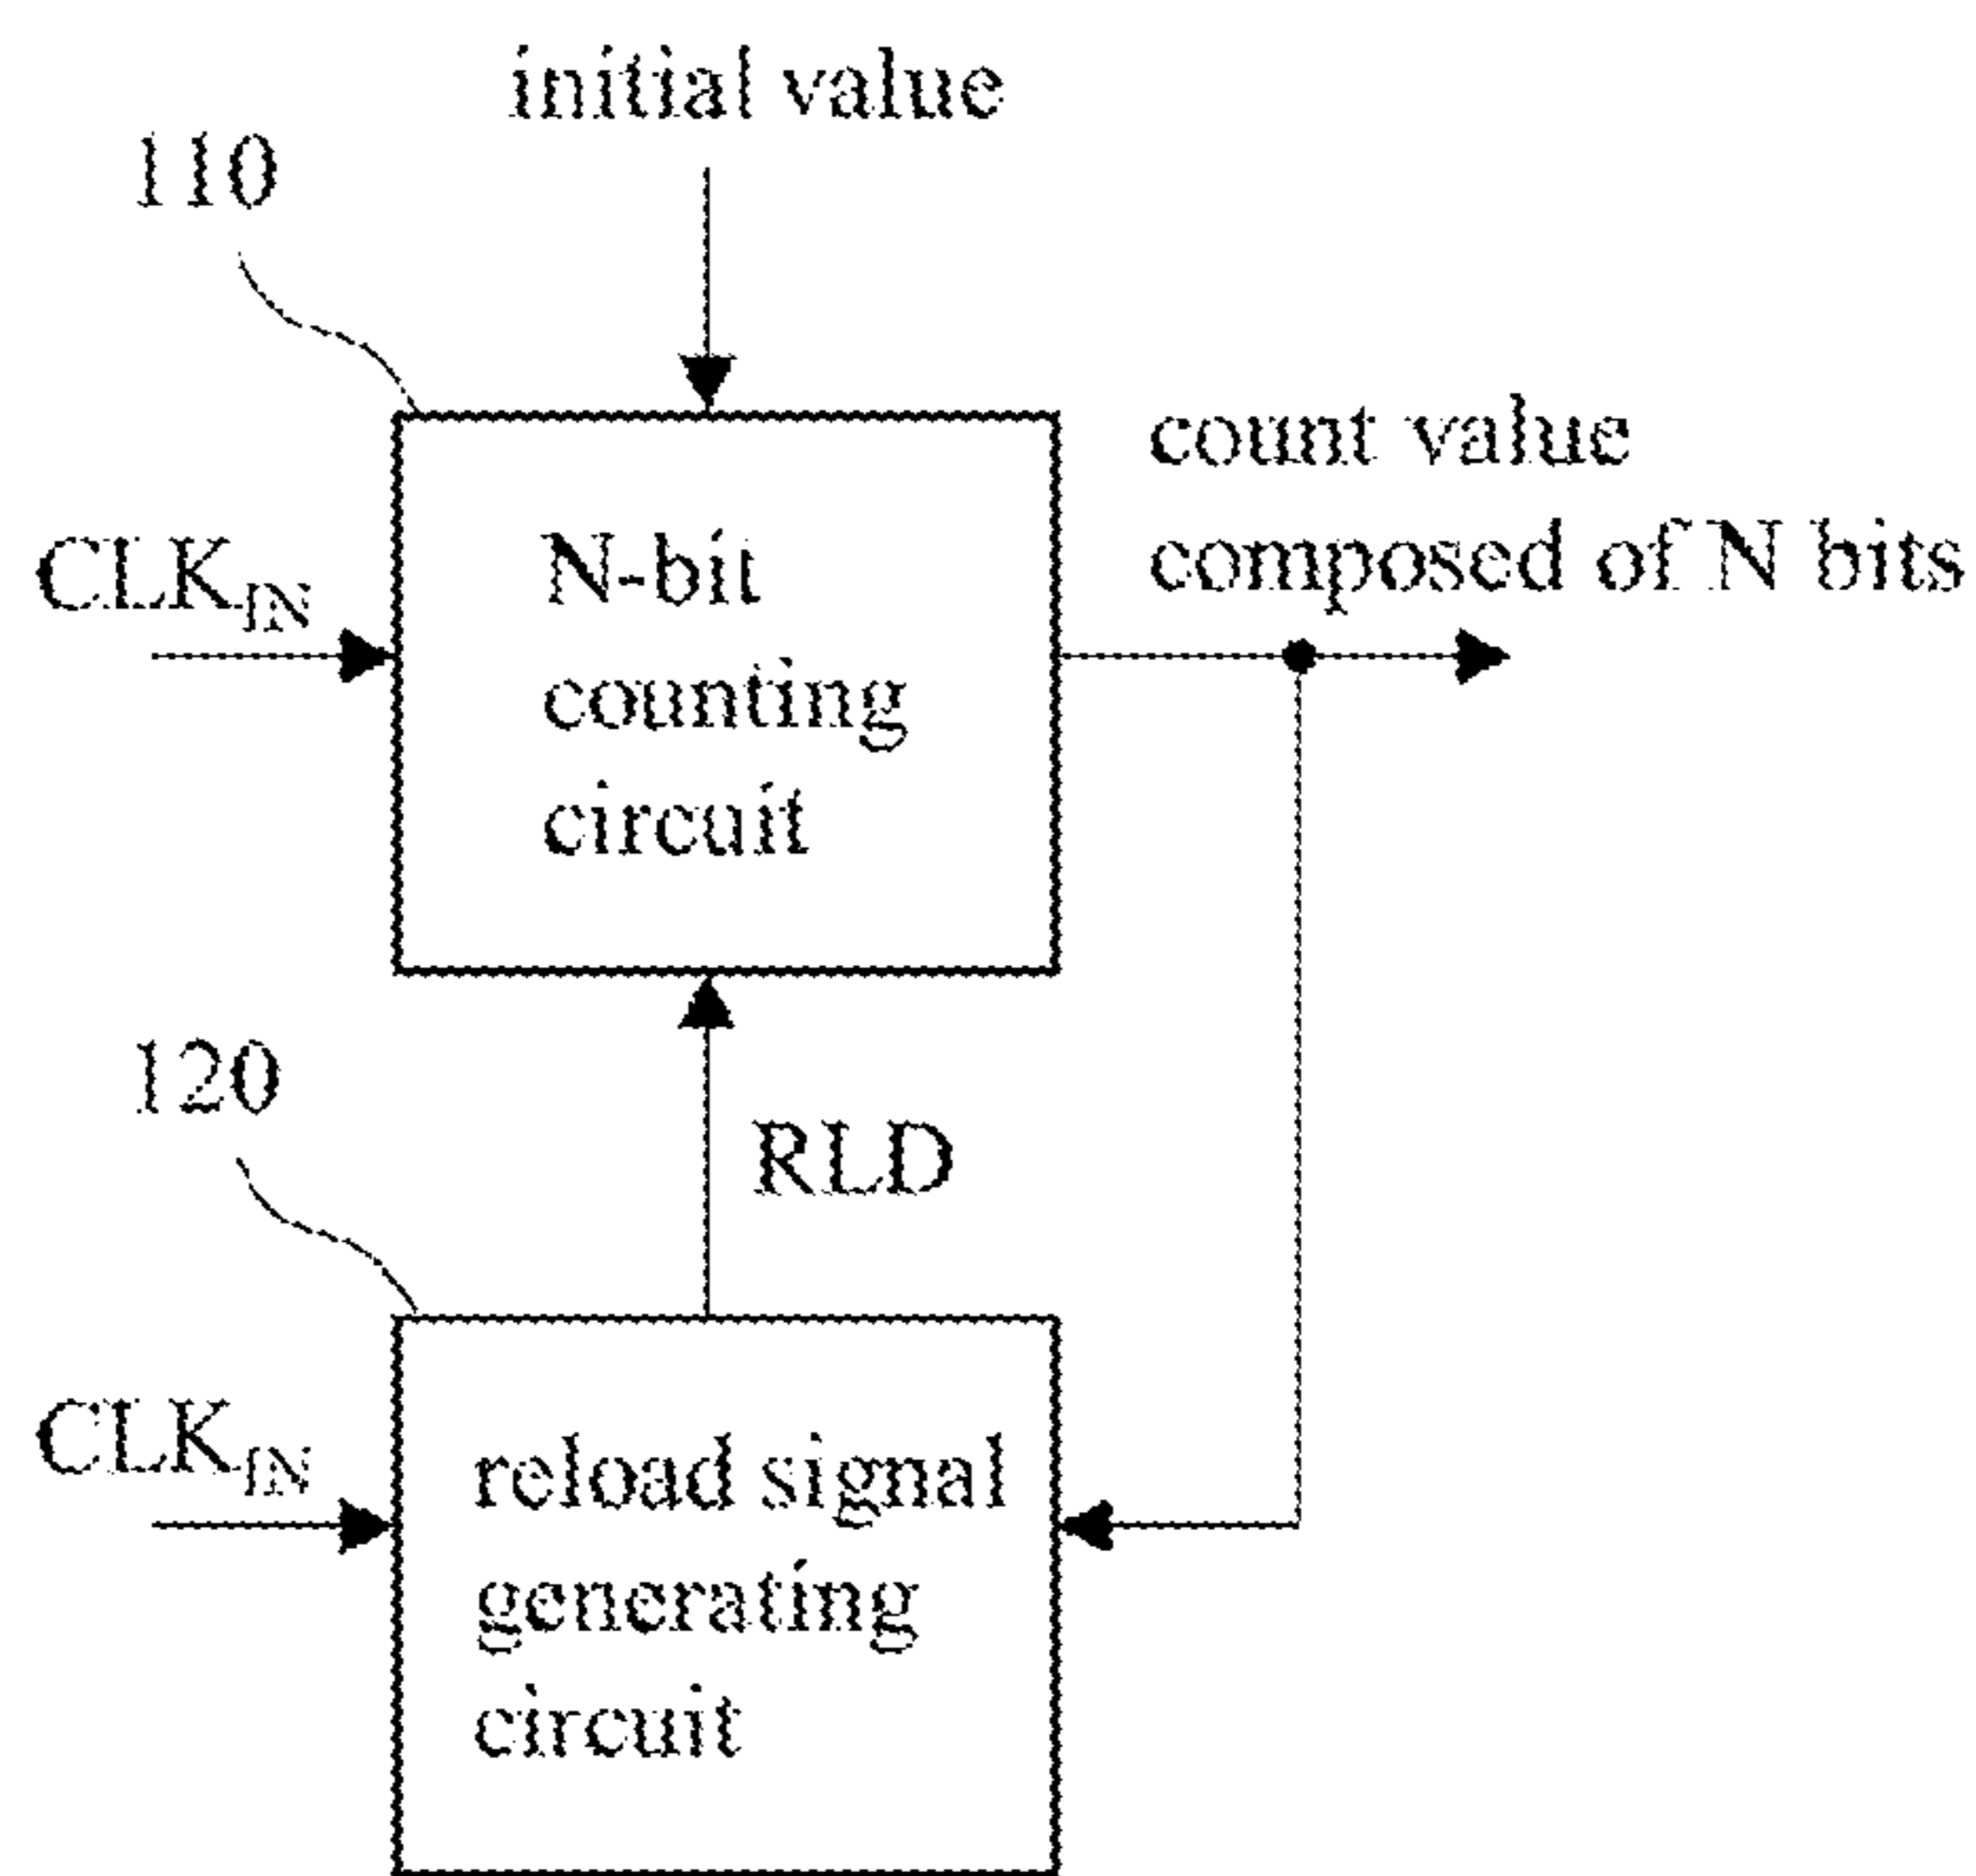 initial value
110
count value
composed of N bits
CLK_IN
N-bit
counting
circuit
120
RLD
CLK_IN
reload signal
generating
circuit